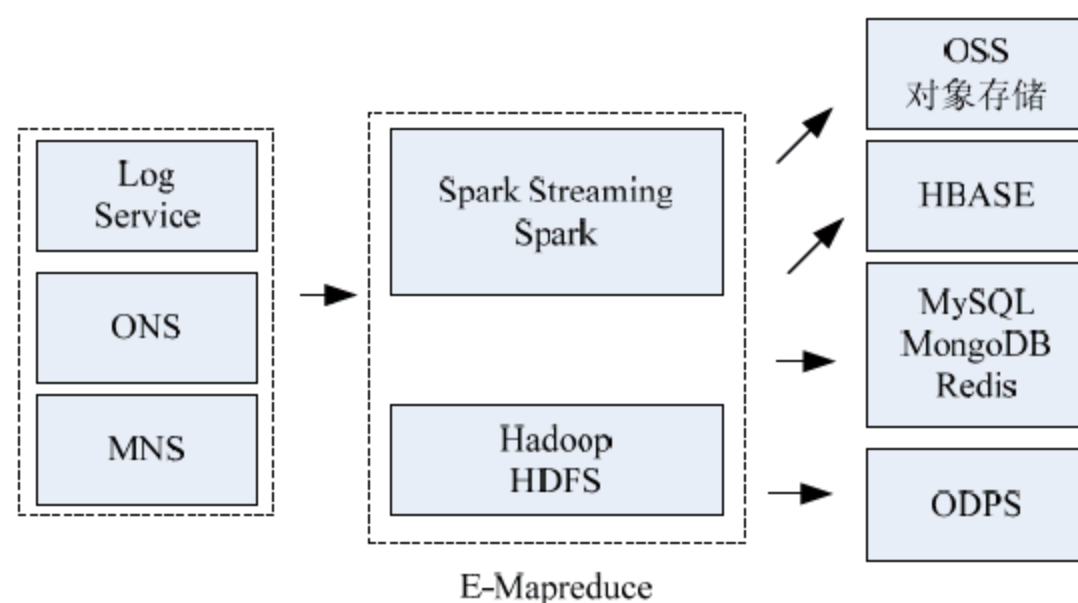 Log
Service
ONS
MNS
Spark Streaming
Spark
Hadoop
HDFS
E-Mapreduce
OSS
对象存储
HBASE
MySQL
MongoDB
Redis
ODPS